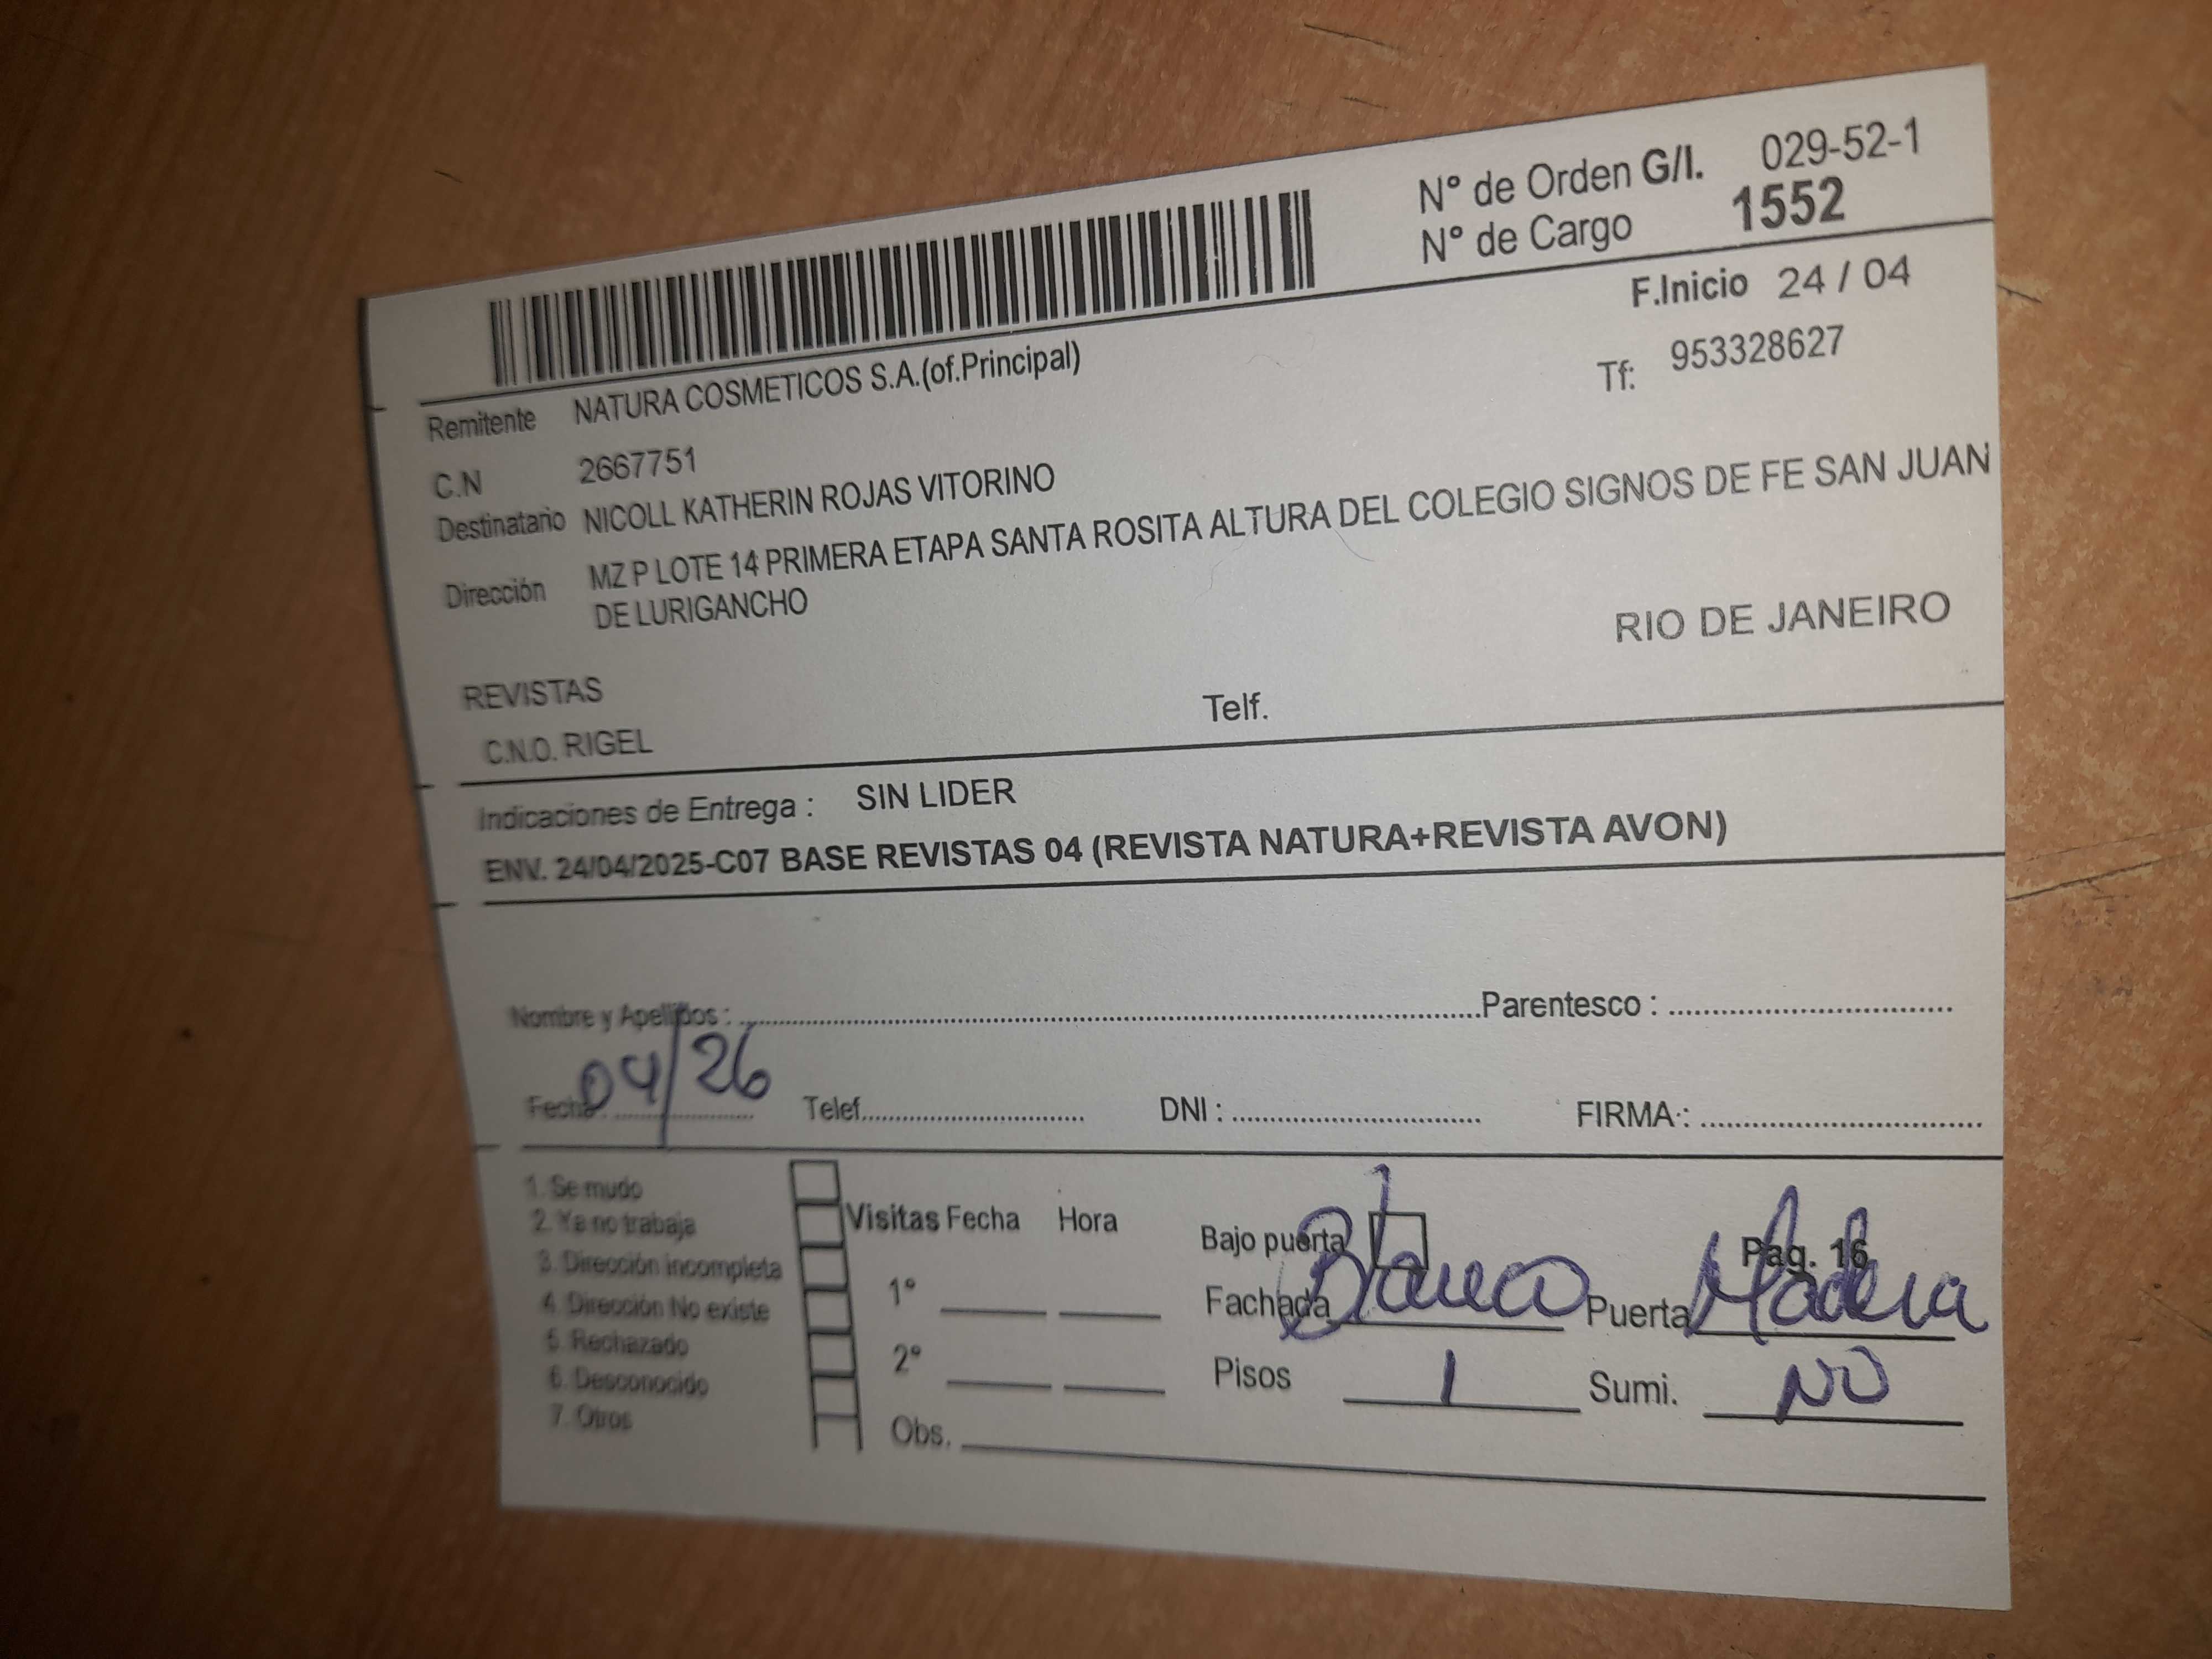 N° de Orden G/I. 029-52-1
N° de Cargo 1552
F.Inicio 24 / 04
Remitente NATURA COSMETICOS S.A.(of.Principal)
Tf: 953328627
C.N 2667751
Destinatario NICOLL KATHERIN ROJAS VITORINO
Dirección MZ P LOTE 14 PRIMERA ETAPA SANTA ROSITA ALTURA DEL COLEGIO SIGNOS DE FE SAN JUAN
DE LURIGANCHO
RIO DE JANEIRO
REVISTAS
C.N.O. RIGEL Telf.
Indicaciones de Entrega : SIN LIDER
ENV. 24/04/2025-C07 BASE REVISTAS 04 (REVISTA NATURA+REVISTA AVON)
Nombre y Apellidos : Parentesco :
Fecha: 04/26 Telef. DNI : FIRMA :
1. Se mudo
2. Ya no trabaja
3. Dirección incompleta
4. Dirección No existe
5. Rechazado
6. Desconocido
7. Otros
Visitas Fecha Hora
1°
2°
Obs.
Bajo puerta
Pag. 16
Fachada Blanco Puerta Madera
Pisos 1 Sumi. NO